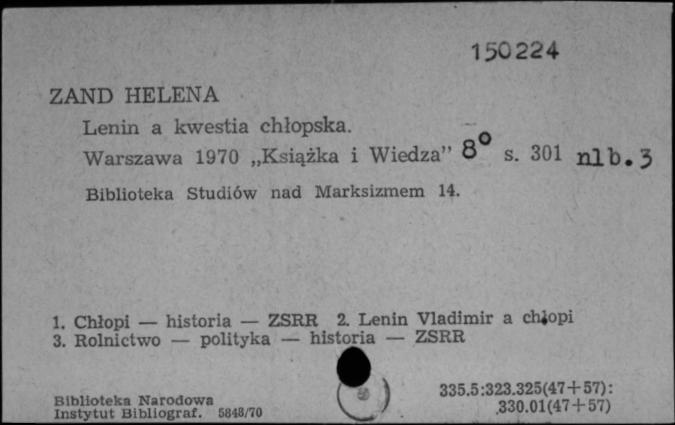 150224
ZAND HELENA
Lenin a kwestia chłopska.
Warszawa 1970 „Książka i Wiedza” 8° s. 301 nlb. 3
Biblioteka Studiów nad Marksizmem 14.
1. Chłopi — historia — ZSRR 2. Lenin Vladimir a chłopi
3. Rolnictwo — polityka — historia — ZSRR
Biblioteka Narodowa
Instytut Bibliograf. 5848/70
335.5:323.325(47+57):
330.01(47+57)